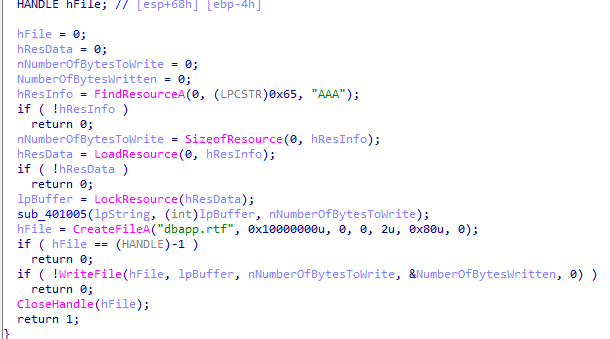 HANDLE hFile; // [esp+68h] [ebp-4h]
hFile = 0;
hResData = 0;
nNumberOfBytesToWrite = 0;
NumberOfBytesWritten = 0;
hResInfo = FindResourceA(0, (LPCSTR)0x65, "AAA");
if ( !hResInfo )
return 0;
nNumberOfBytesToWrite = SizeofResource(0, hResInfo);
hResData = LoadResource(0, hResInfo);
if ( !hResData )
return 0;
lpBuffer = LockResource(hResData);
sub_401005(lpString, (int)lpBuffer, nNumberOfBytesToWrite);
hFile = CreateFileA("dbapp.rtf", 0x10000000u, 0, 0, 2u, 0x80u, 0);
if ( hFile == (HANDLE)-1 )
return 0;
if ( !WriteFile(hFile, lpBuffer, nNumberOfBytesToWrite, &NumberOfBytesWritten, 0) )
return 0;
CloseHandle(hFile);
return 1;
}